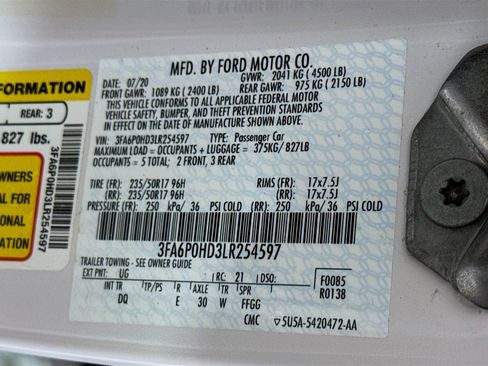 MFD. BY FORD MOTOR CO.
DATE: 07/20 GVWR: 2041 KG (4500 LB)
FRONT GAWR: 1089 KG (2400 LB) REAR GAWR: 975 KG (2150 LB)
THIS VEHICLE CONFORMS TO ALL APPLICABLE FEDERAL MOTOR
VEHICLE SAFETY, BUMPER, AND THEFT PREVENTION STANDARDS
IN EFFECT ON THE DATE OF MANUFACTURE SHOWN ABOVE.
VEHICLE VIN: 3FA6P0HD3LR254597 TYPE: Passenger Car
MAXIMUM LOAD = OCCUPANTS + LUGGAGE = 375KG/827LB
OCCUPANTS = 5 TOTAL: 2 FRONT, 3 REAR
TIRE (FR): 235/50R17 96H RIMS (FR): 17x7.5J
(RR): 235/50R17 96H (RR): 17x7.5J
PRESSURE (FR): 250 kPa/ 36 PSI COLD (RR): 250 kPa/ 36 PSI COLD
3FA6P0HD3LR254597
TRAILER TOWING - SEE OWNER GUIDE
EXT PNT: UG RC: 21 DSO: F0085
INT TR TP/PS R AXLE TR SPR R0138
DQ E 30 W FFGG
CMC 5U5A-5420472-AA
FORMATION
REAR: 3
827 lbs.
WNERS
FOR
ONAL
ATION
3FA6P0HD3LR254597